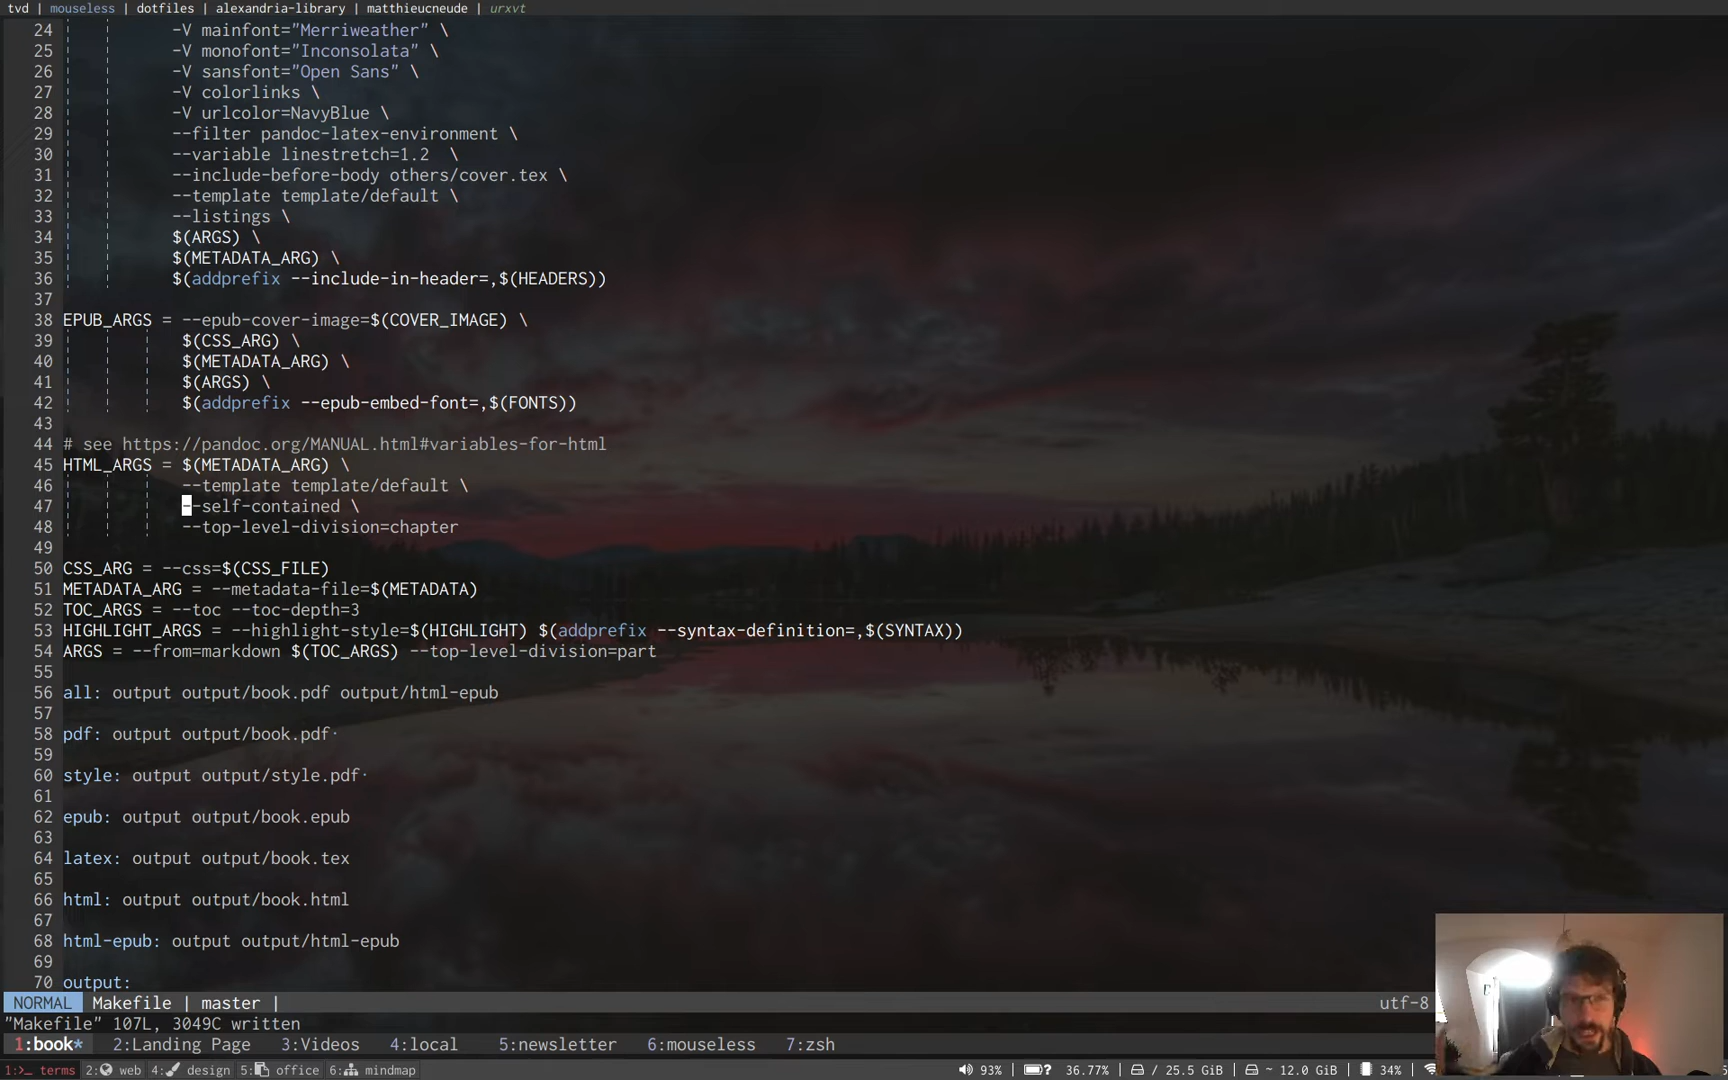 tvd | mouseless | dotfiles | alexandria-library | matthieucneude | urxvt
24 -V mainfont="Merriweather" \
25 -V monofont="Inconsolata" \
26 -V sansfont="Open Sans" \
27 -V colorlinks \
28 -V urlcolor=NavyBlue \
29 --filter pandoc-latex-environment \
30 --variable linestretch=1.2 \
31 --include-before-body others/cover.tex \
32 --template template/default \
33 --listings \
34 $(ARGS) \
35 $(METADATA_ARG) \
36 $(addprefix --include-in-header=,$(HEADERS))
37
38 EPUB_ARGS = --epub-cover-image=$(COVER_IMAGE) \
39 $(CSS_ARG) \
40 $(METADATA_ARG) \
41 $(ARGS) \
42 $(addprefix --epub-embed-font=,$(FONTS))
43
44 # see https://pandoc.org/MANUAL.html#variables-for-html
45 HTML_ARGS = $(METADATA_ARG) \
46 --template template/default \
47 --self-contained \
48 --top-level-division=chapter
49
50 CSS_ARG = --css=$(CSS_FILE)
51 METADATA_ARG = --metadata-file=$(METADATA)
52 TOC_ARGS = --toc --toc-depth=3
53 HIGHLIGHT_ARGS = --highlight-style=$(HIGHLIGHT) $(addprefix --syntax-definition=,$(SYNTAX))
54 ARGS = --from=markdown $(TOC_ARGS) --top-level-division=part
55
56 all: output output/book.pdf output/html-epub
57
58 pdf: output output/book.pdf·
59
60 style: output output/style.pdf·
61
62 epub: output output/book.epub
63
64 latex: output output/book.tex
65
66 html: output output/book.html
67
68 html-epub: output output/html-epub
69
70 output:
NORMAL Makefile | master | utf-8
"Makefile" 107L, 3049C written
1:book* 2:Landing Page 3:Videos 4:local 5:newsletter 6:mouseless 7:zsh
1:>_ terms 2: web 4: design 5: office 6: mindmap 93% | ? 36.77% | / 25.5 GiB | ~ 12.0 GiB | 34% |